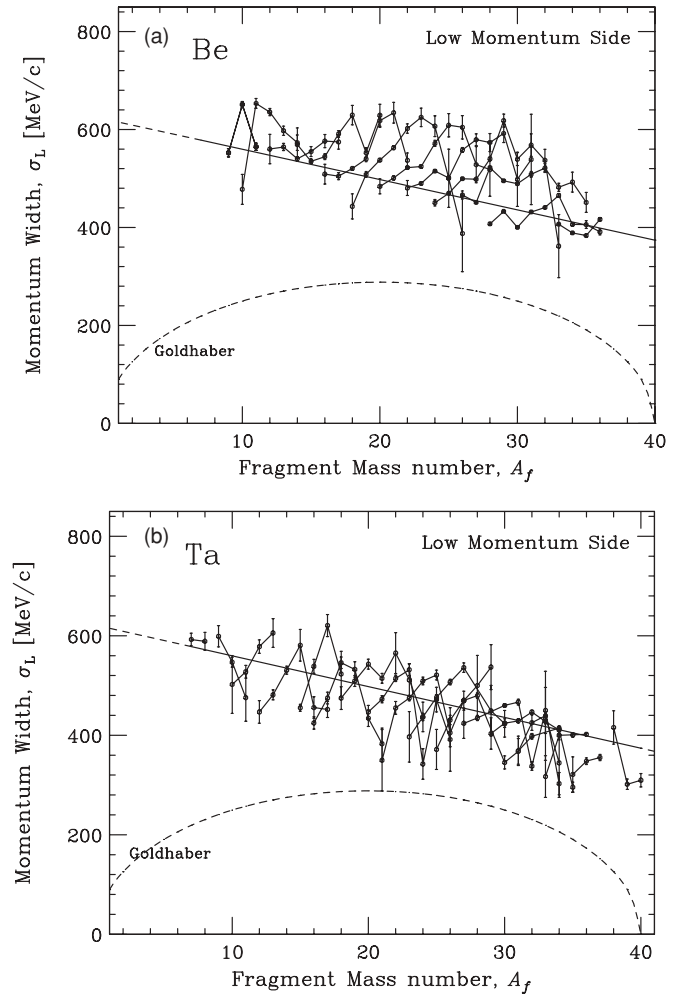 (a)
Be
Low Momentum Side
800
600
400
200
0
Momentum Width, σL [MeV/c]
Goldhaber
10 20 30 40
Fragment Mass number, Af
(b)
Ta
Low Momentum Side
800
600
400
200
0
Momentum Width, σL [MeV/c]
Goldhaber
10 20 30 40
Fragment Mass number, Af